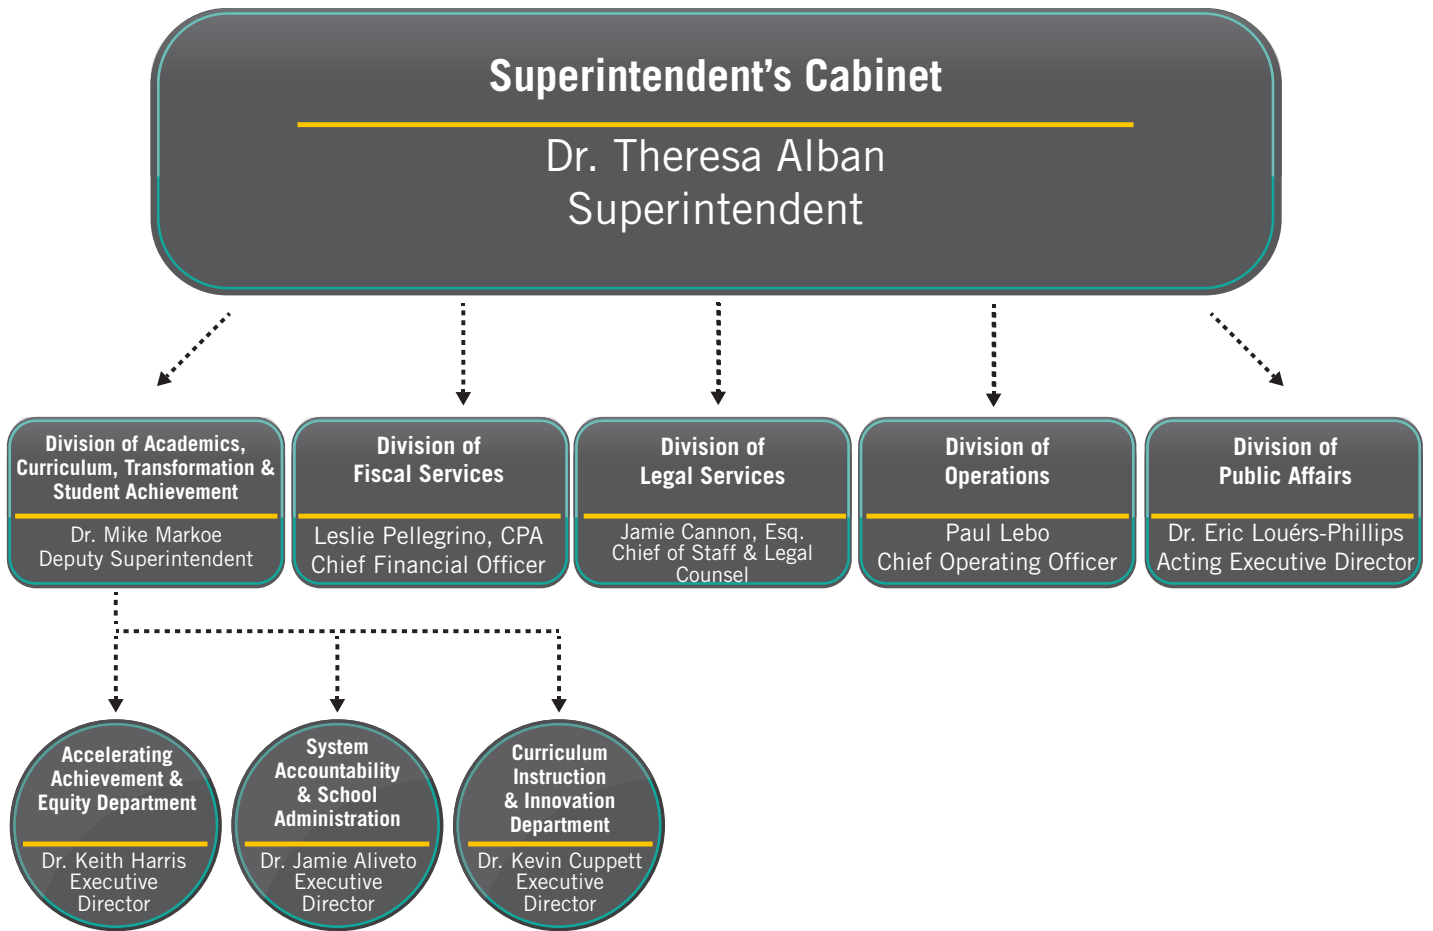 Superintendent’s Cabinet
Dr. Theresa Alban
Superintendent
Division of Academics,
Curriculum, Transformation &
Student Achievement
Dr. Mike Markoe
Deputy Superintendent
Division of
Fiscal Services
Leslie Pellegrino, CPA
Chief Financial Officer
Division of
Legal Services
Jamie Cannon, Esq.
Chief of Staff & Legal
Counsel
Division of
Operations
Paul Lebo
Chief Operating Officer
Division of
Public Affairs
Dr. Eric Louérs-Phillips
Acting Executive Director
Accelerating
Achievement &
Equity Department
Dr. Keith Harris
Executive
Director
System
Accountability
& School
Administration
Dr. Jamie Aliveto
Executive
Director
Curriculum
Instruction
& Innovation
Department
Dr. Kevin Cuppett
Executive
Director